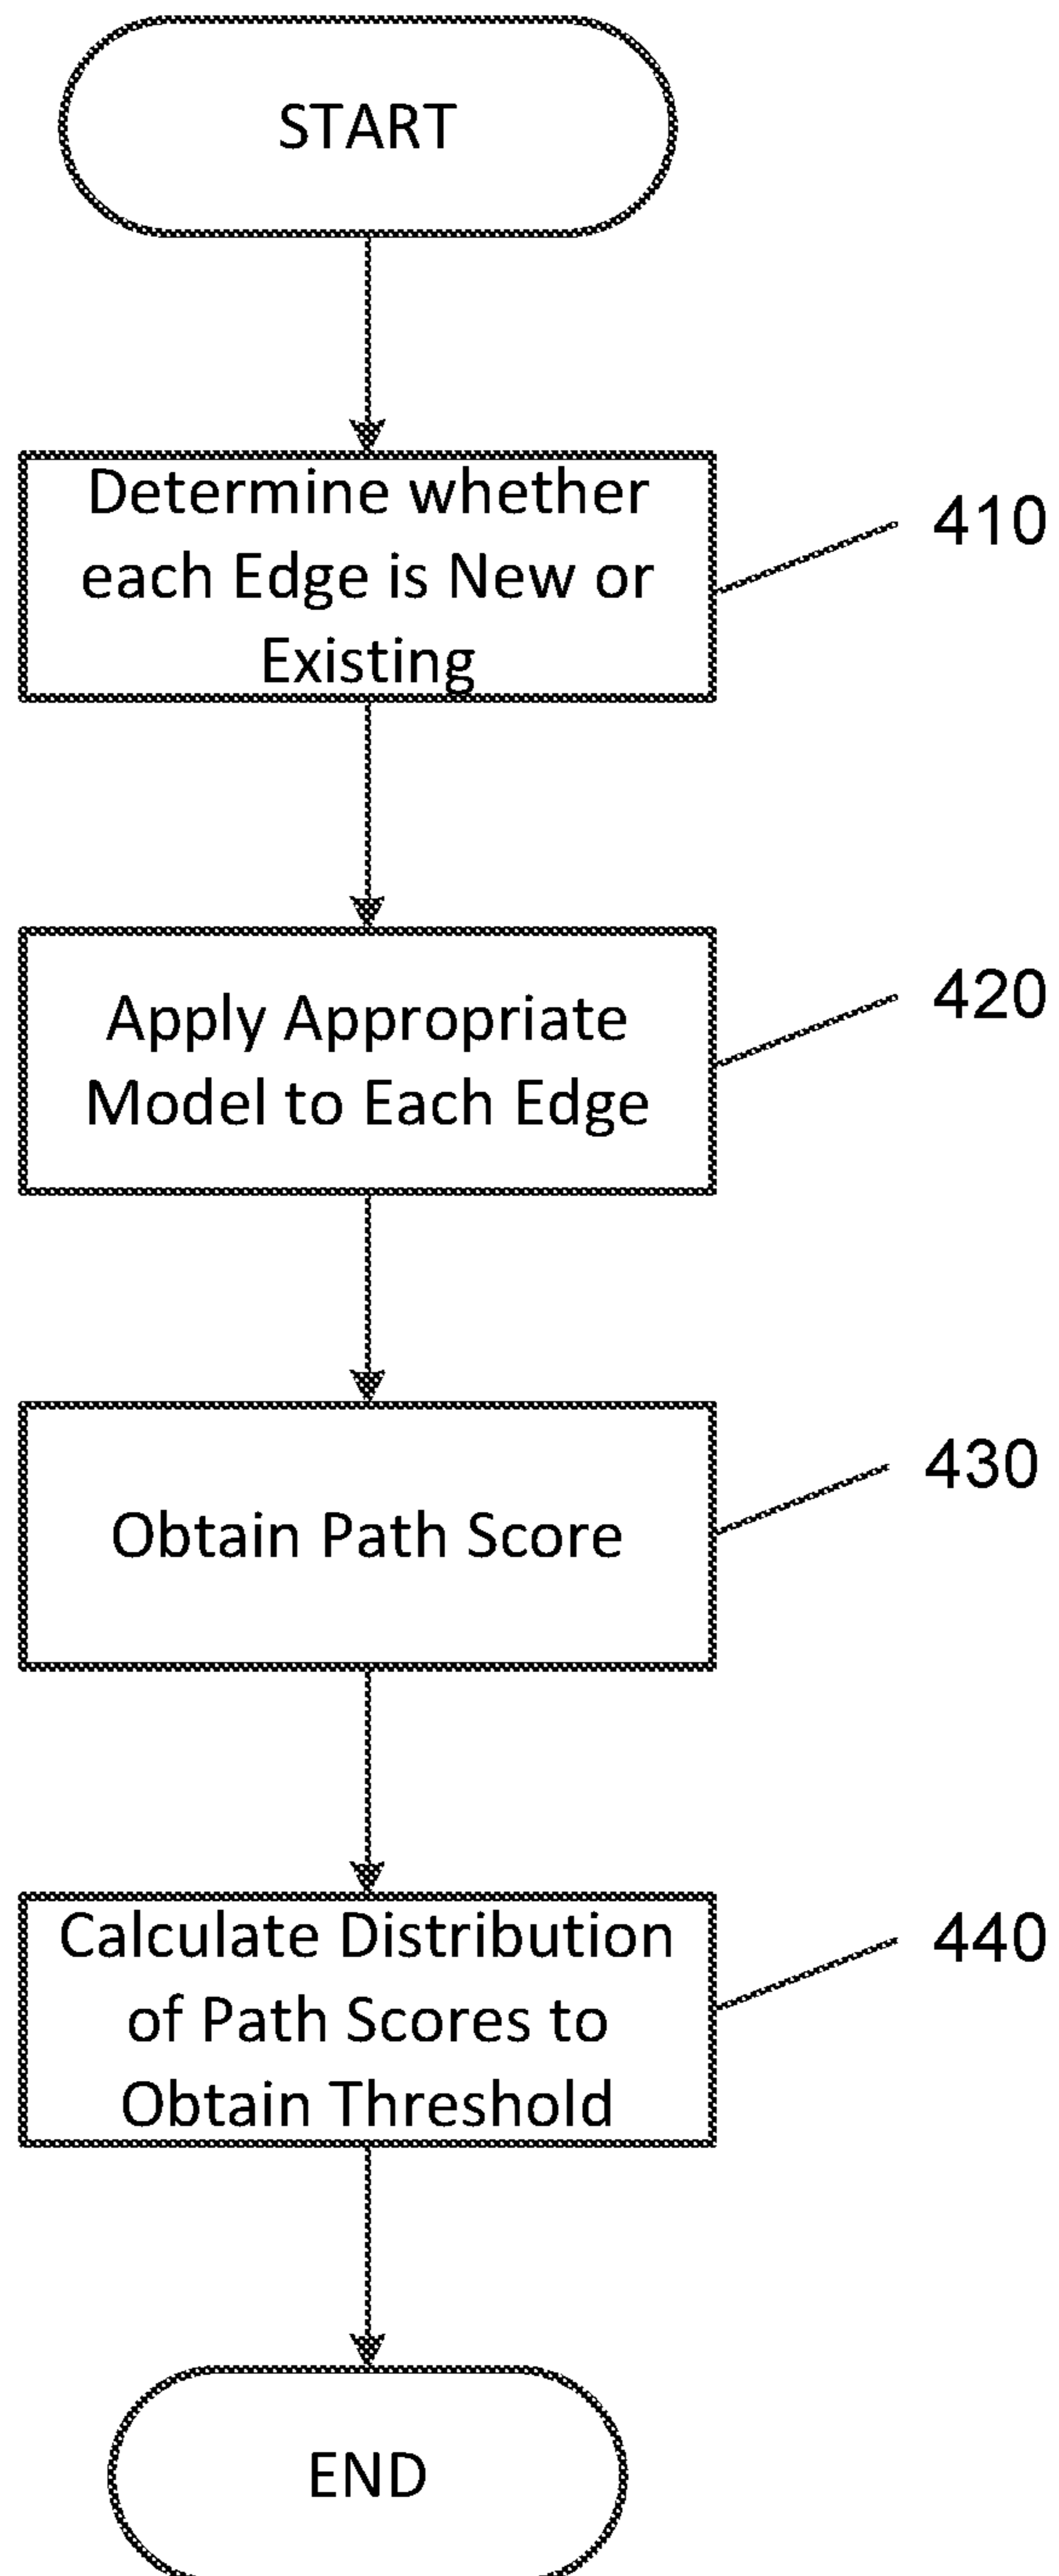 START
Determine whether
each Edge is New or
Existing
410
Apply Appropriate
Model to Each Edge
420
Obtain Path Score
430
Calculate Distribution
of Path Scores to
Obtain Threshold
440
END